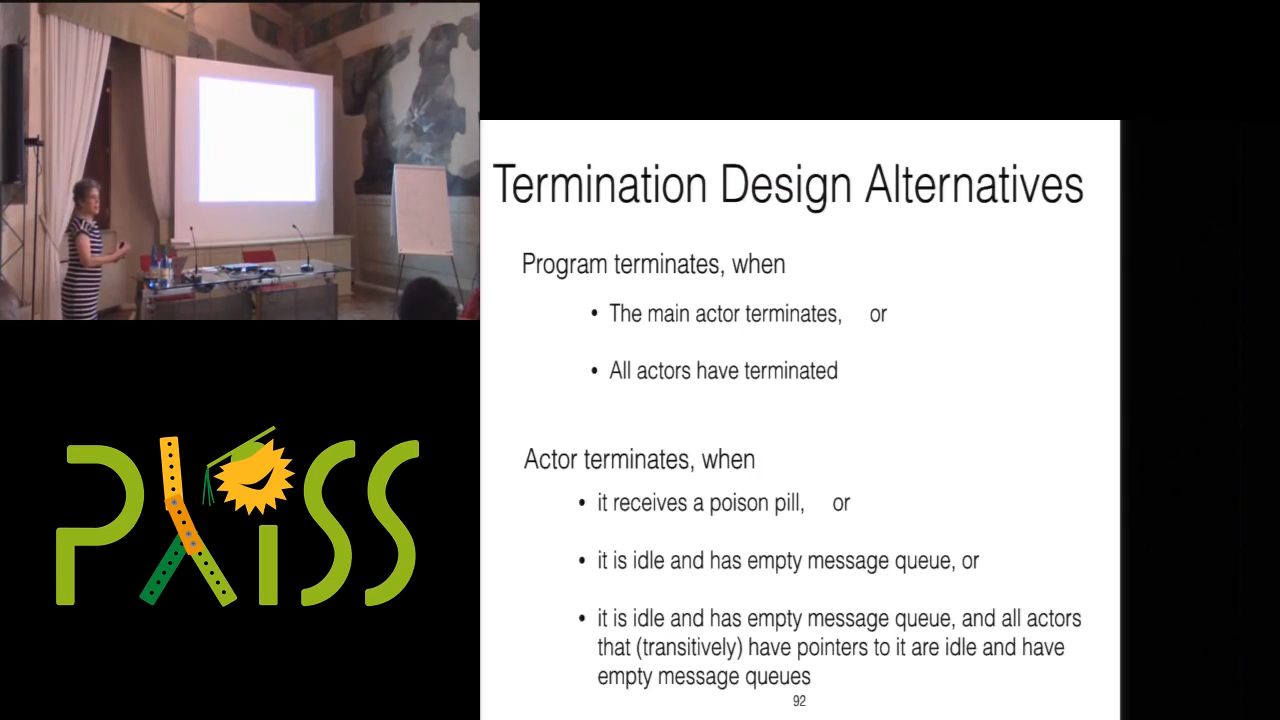 Termination Design Alternatives
Program terminates, when
• The main actor terminates, or
• All actors have terminated
Actor terminates, when
• it receives a poison pill, or
• it is idle and has empty message queue, or
• it is idle and has empty message queue, and all actors
that (transitively) have pointers to it are idle and have
empty message queues
92
PLISS